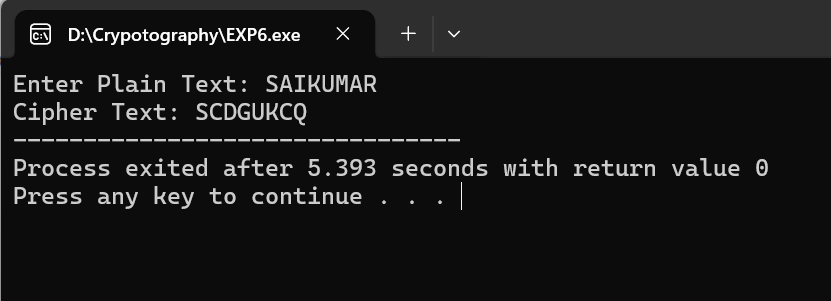 D:\Crypotography\EXP6.exe
Enter Plain Text: SAIKUMAR
Cipher Text: SCDGUKCQ
--------------------------------
Process exited after 5.393 seconds with return value 0
Press any key to continue . . .